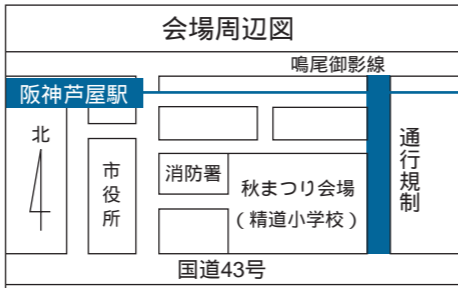 会場周辺図
鳴尾御影線
阪神芦屋駅
北
市役所
消防署
秋まつり会場
(精道小学校)
通行規制
国道43号